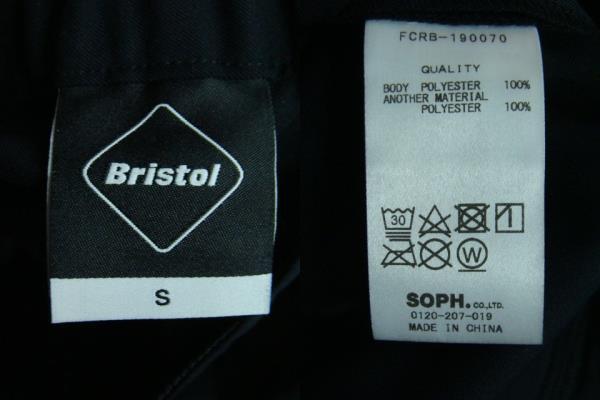 Bristol
S
FCRB-190070
QUALITY
BODY POLYESTER 100%
ANOTHER MATERIAL
POLYESTER 100%
30
W
SOPH.CO.,LTD.
0120-207-019
MADE IN CHINA